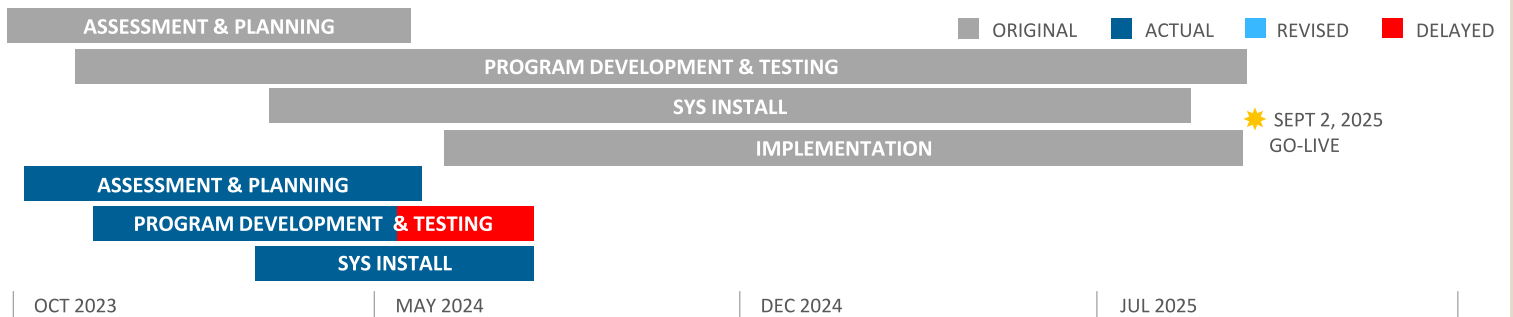 ASSESSMENT & PLANNING
ORIGINAL
ACTUAL
REVISED
DELAYED
PROGRAM DEVELOPMENT & TESTING
SYS INSTALL
SEPT 2, 2025
GO-LIVE
IMPLEMENTATION
ASSESSMENT & PLANNING
PROGRAM DEVELOPMENT & TESTING
SYS INSTALL
OCT 2023
MAY 2024
DEC 2024
JUL 2025